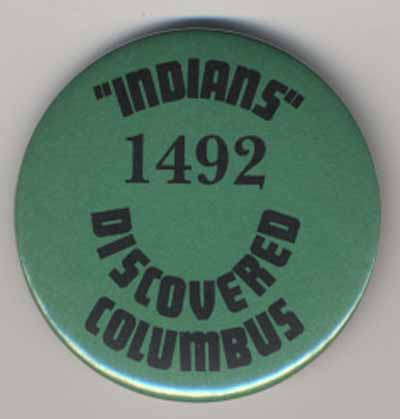 "INDIANS"
1492
DISCOVERED
COLUMBUS